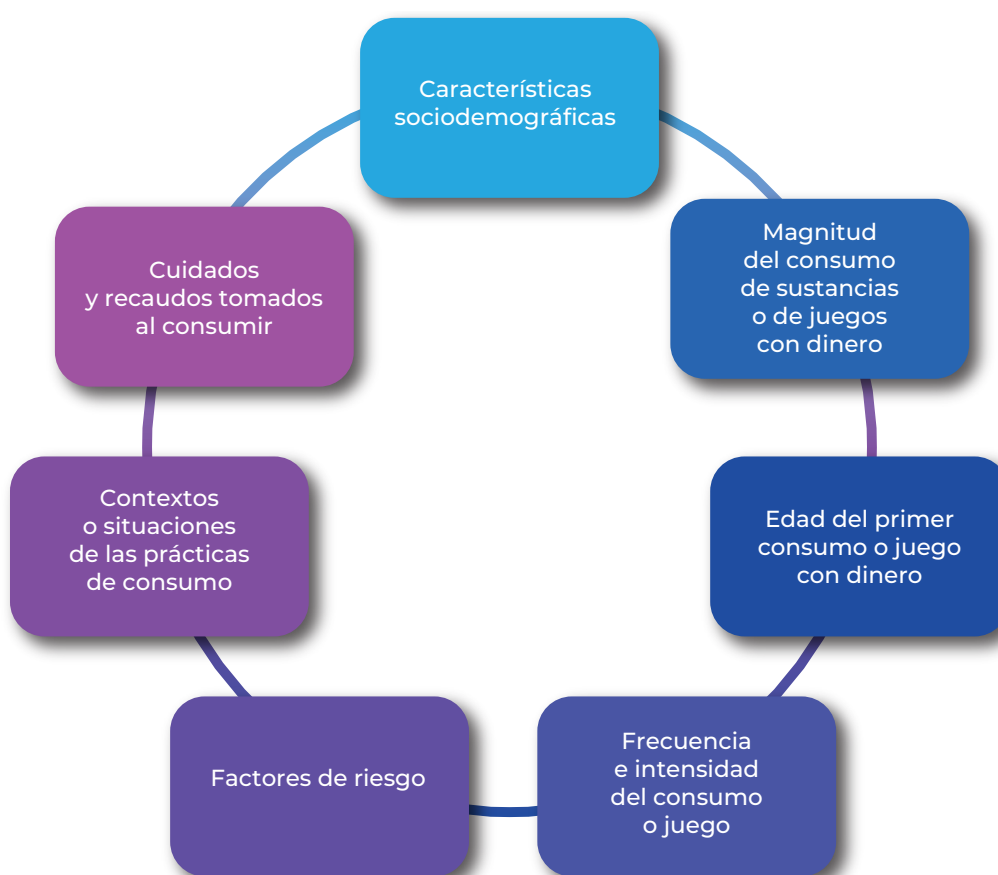 Características
sociodemográficas
Magnitud
del consumo
de sustancias
o de juegos
con dinero
Edad del primer
consumo o juego
con dinero
Frecuencia
e intensidad
del consumo
o juego
Factores de riesgo
Contextos
o situaciones
de las prácticas
de consumo
Cuidados
y recaudos tomados
al consumir